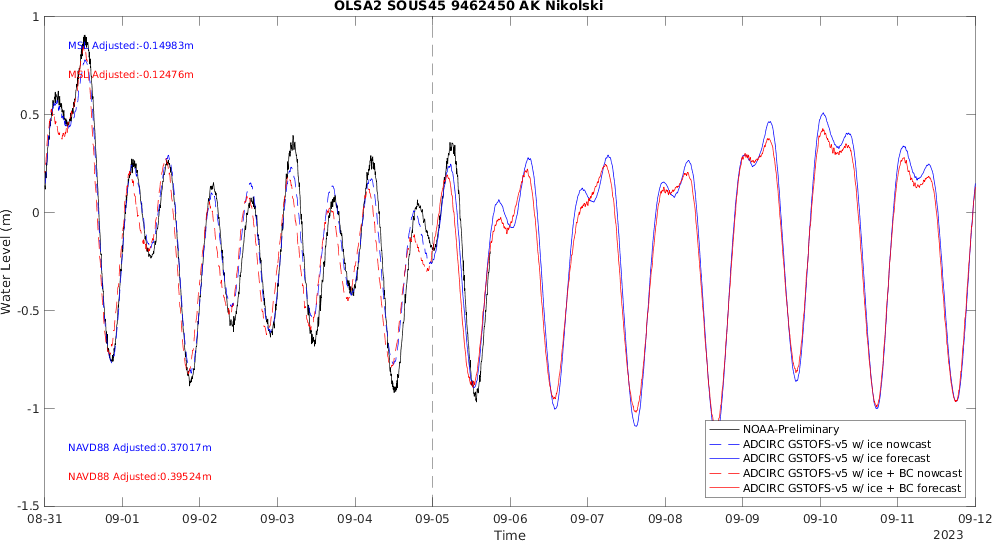 OLSA2 SOUS45 9462450 AK Nikolski
MSL Adjusted:-0.14983m
MSL Adjusted:-0.12476m
NAVD88 Adjusted:0.37017m
NAVD88 Adjusted:0.39524m
Water Level (m)
1
0.5
0
-0.5
-1
-1.5
NOAA-Preliminary
ADCIRC GSTOFS-v5 w/ ice nowcast
ADCIRC GSTOFS-v5 w/ ice forecast
ADCIRC GSTOFS-v5 w/ ice + BC nowcast
ADCIRC GSTOFS-v5 w/ ice + BC forecast
08-31 09-01 09-02 09-03 09-04 09-05 09-06 09-07 09-08 09-09 09-10 09-11 09-12
Time
2023